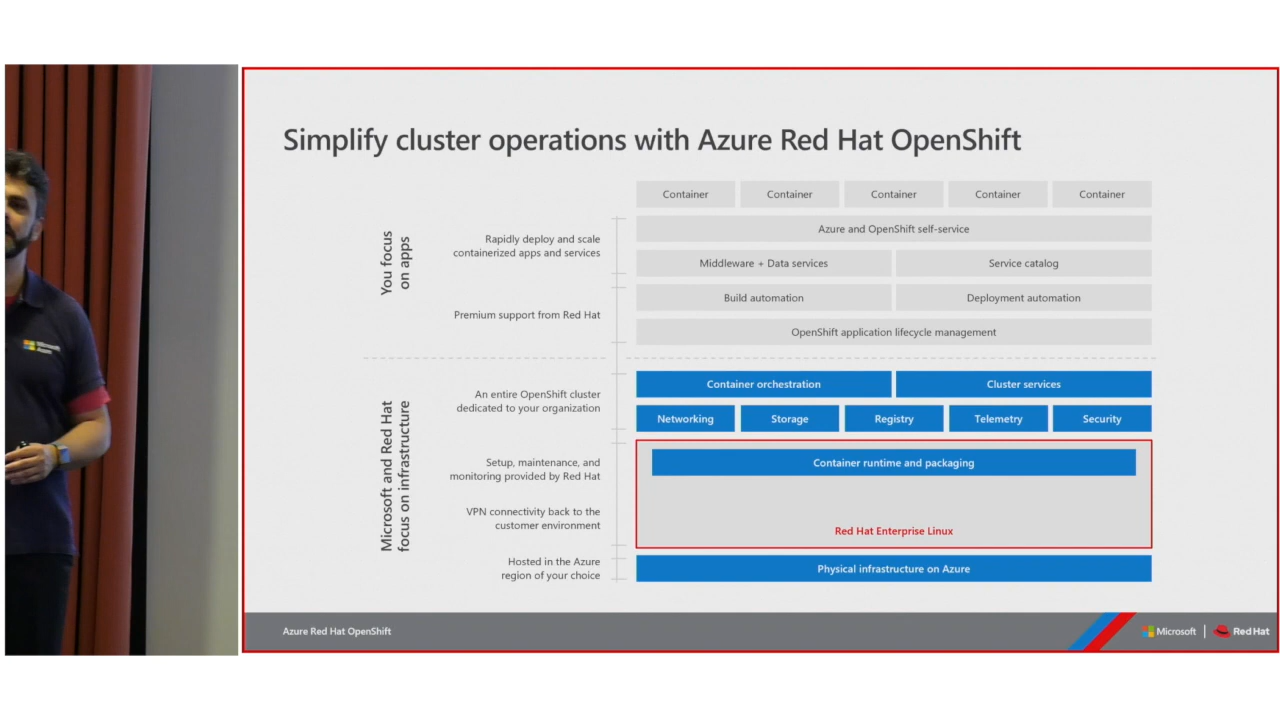 Simplify cluster operations with Azure Red Hat OpenShift
Container Container Container Container Container
You focus
on apps
Rapidly deploy and scale
containerized apps and services
Azure and OpenShift self-service
Middleware + Data services Service catalog
Premium support from Red Hat
Build automation Deployment automation
OpenShift application lifecycle management
Microsoft and Red Hat
focus on infrastructure
An entire OpenShift cluster
dedicated to your organization
Container orchestration Cluster services
Networking Storage Registry Telemetry Security
Setup, maintenance, and
monitoring provided by Red Hat
Container runtime and packaging
VPN connectivity back to the
customer environment
Red Hat Enterprise Linux
Hosted in the Azure
region of your choice
Physical infrastructure on Azure
Azure Red Hat OpenShift
Microsoft | Red Hat
Microsoft
Azure